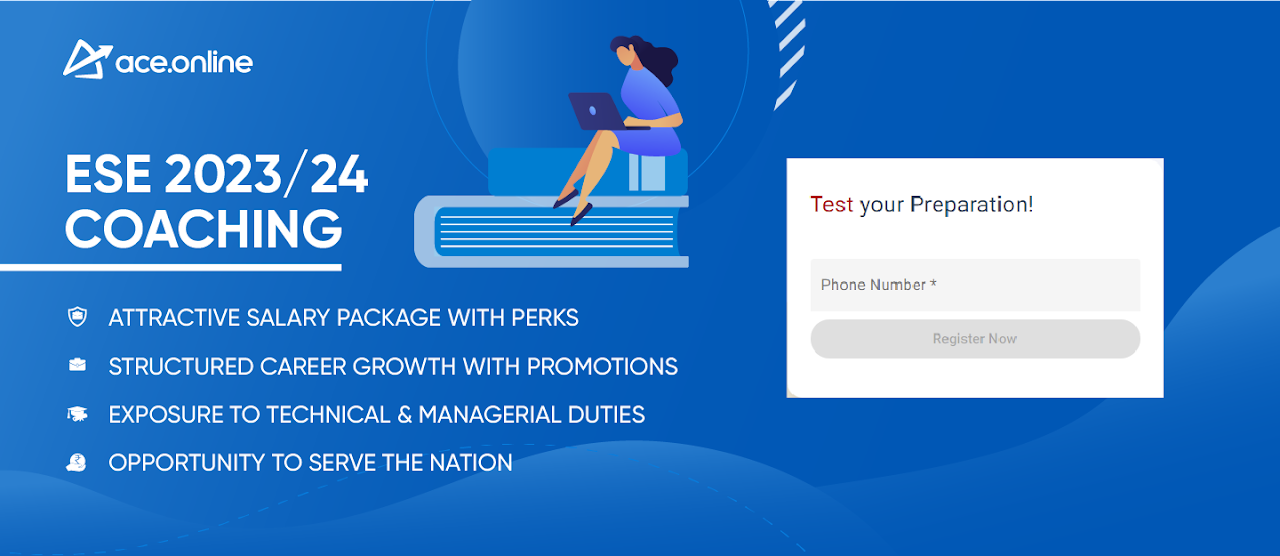 ace.online
ESE 2023/24
COACHING
ATTRACTIVE SALARY PACKAGE WITH PERKS
STRUCTURED CAREER GROWTH WITH PROMOTIONS
EXPOSURE TO TECHNICAL & MANAGERIAL DUTIES
OPPORTUNITY TO SERVE THE NATION
Test your Preparation!
Phone Number *
Register Now